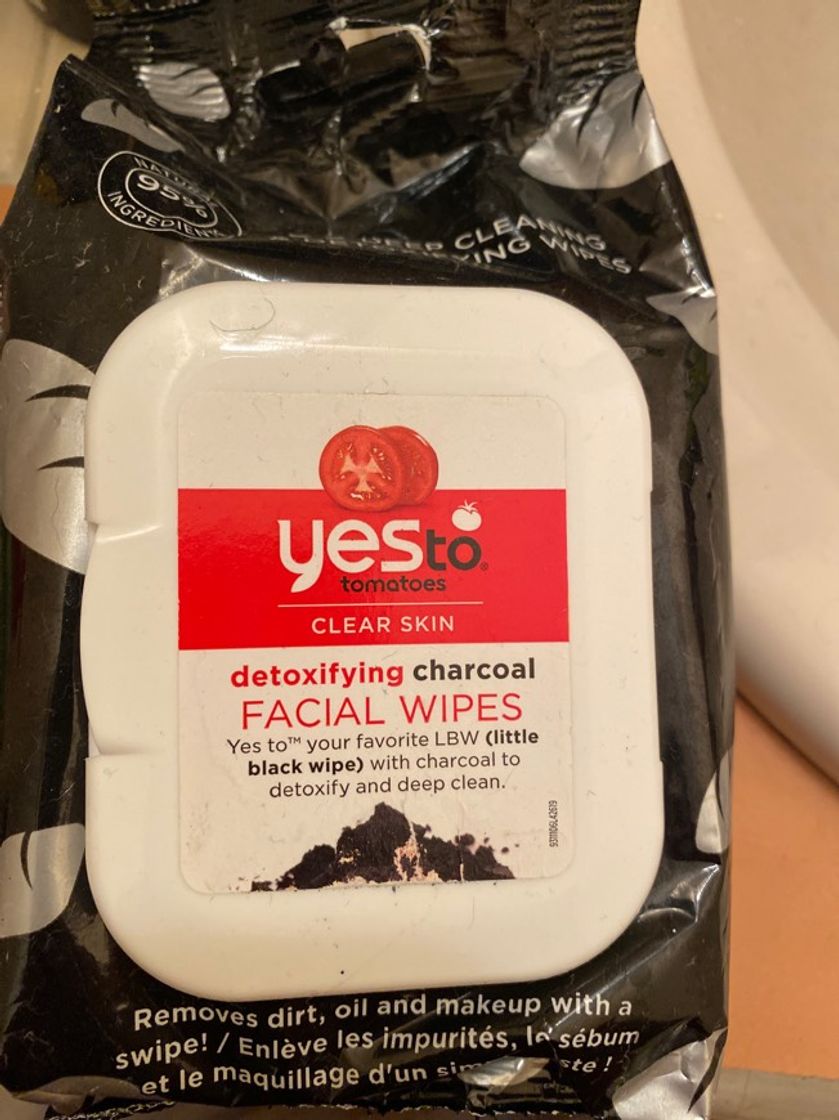 NATURAL
95%
INGREDIENTS
DEEP CLEANING
WIPES
yes to®
tomatoes
CLEAR SKIN
detoxifying charcoal
FACIAL WIPES
Yes to™ your favorite LBW (little
black wipe) with charcoal to
detoxify and deep clean.
Removes dirt, oil and makeup with a
swipe! / Enlève les impurités, le sébum
et le maquillage d'un